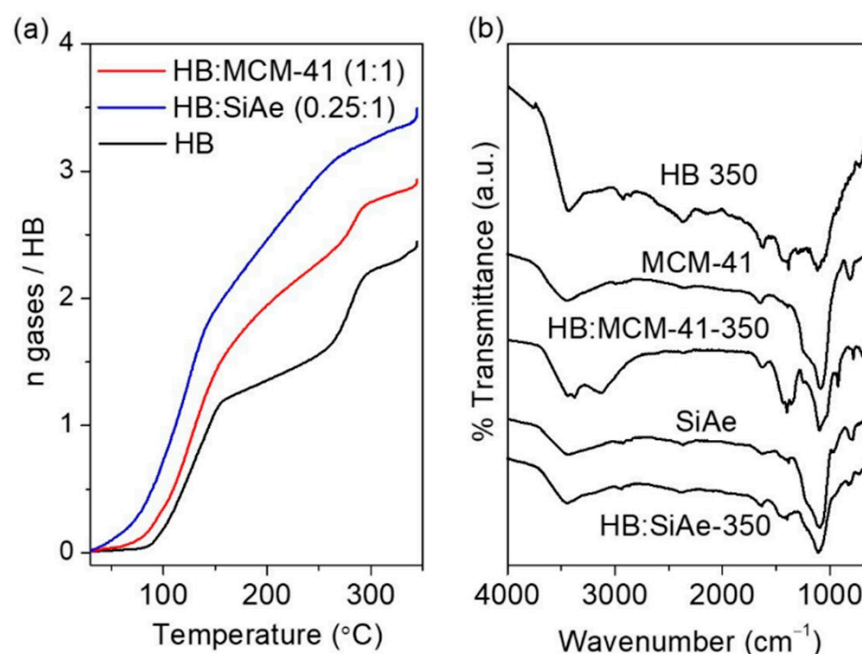 (a)
4
3
2
1
0
n gases / HB
HB:MCM-41 (1:1)
HB:SiAe (0.25:1)
HB
100
200
300
Temperature (°C)
(b)
% Transmittance (a.u.)
HB 350
MCM-41
HB:MCM-41-350
SiAe
HB:SiAe-350
4000
3000
2000
1000
Wavenumber (cm⁻¹)